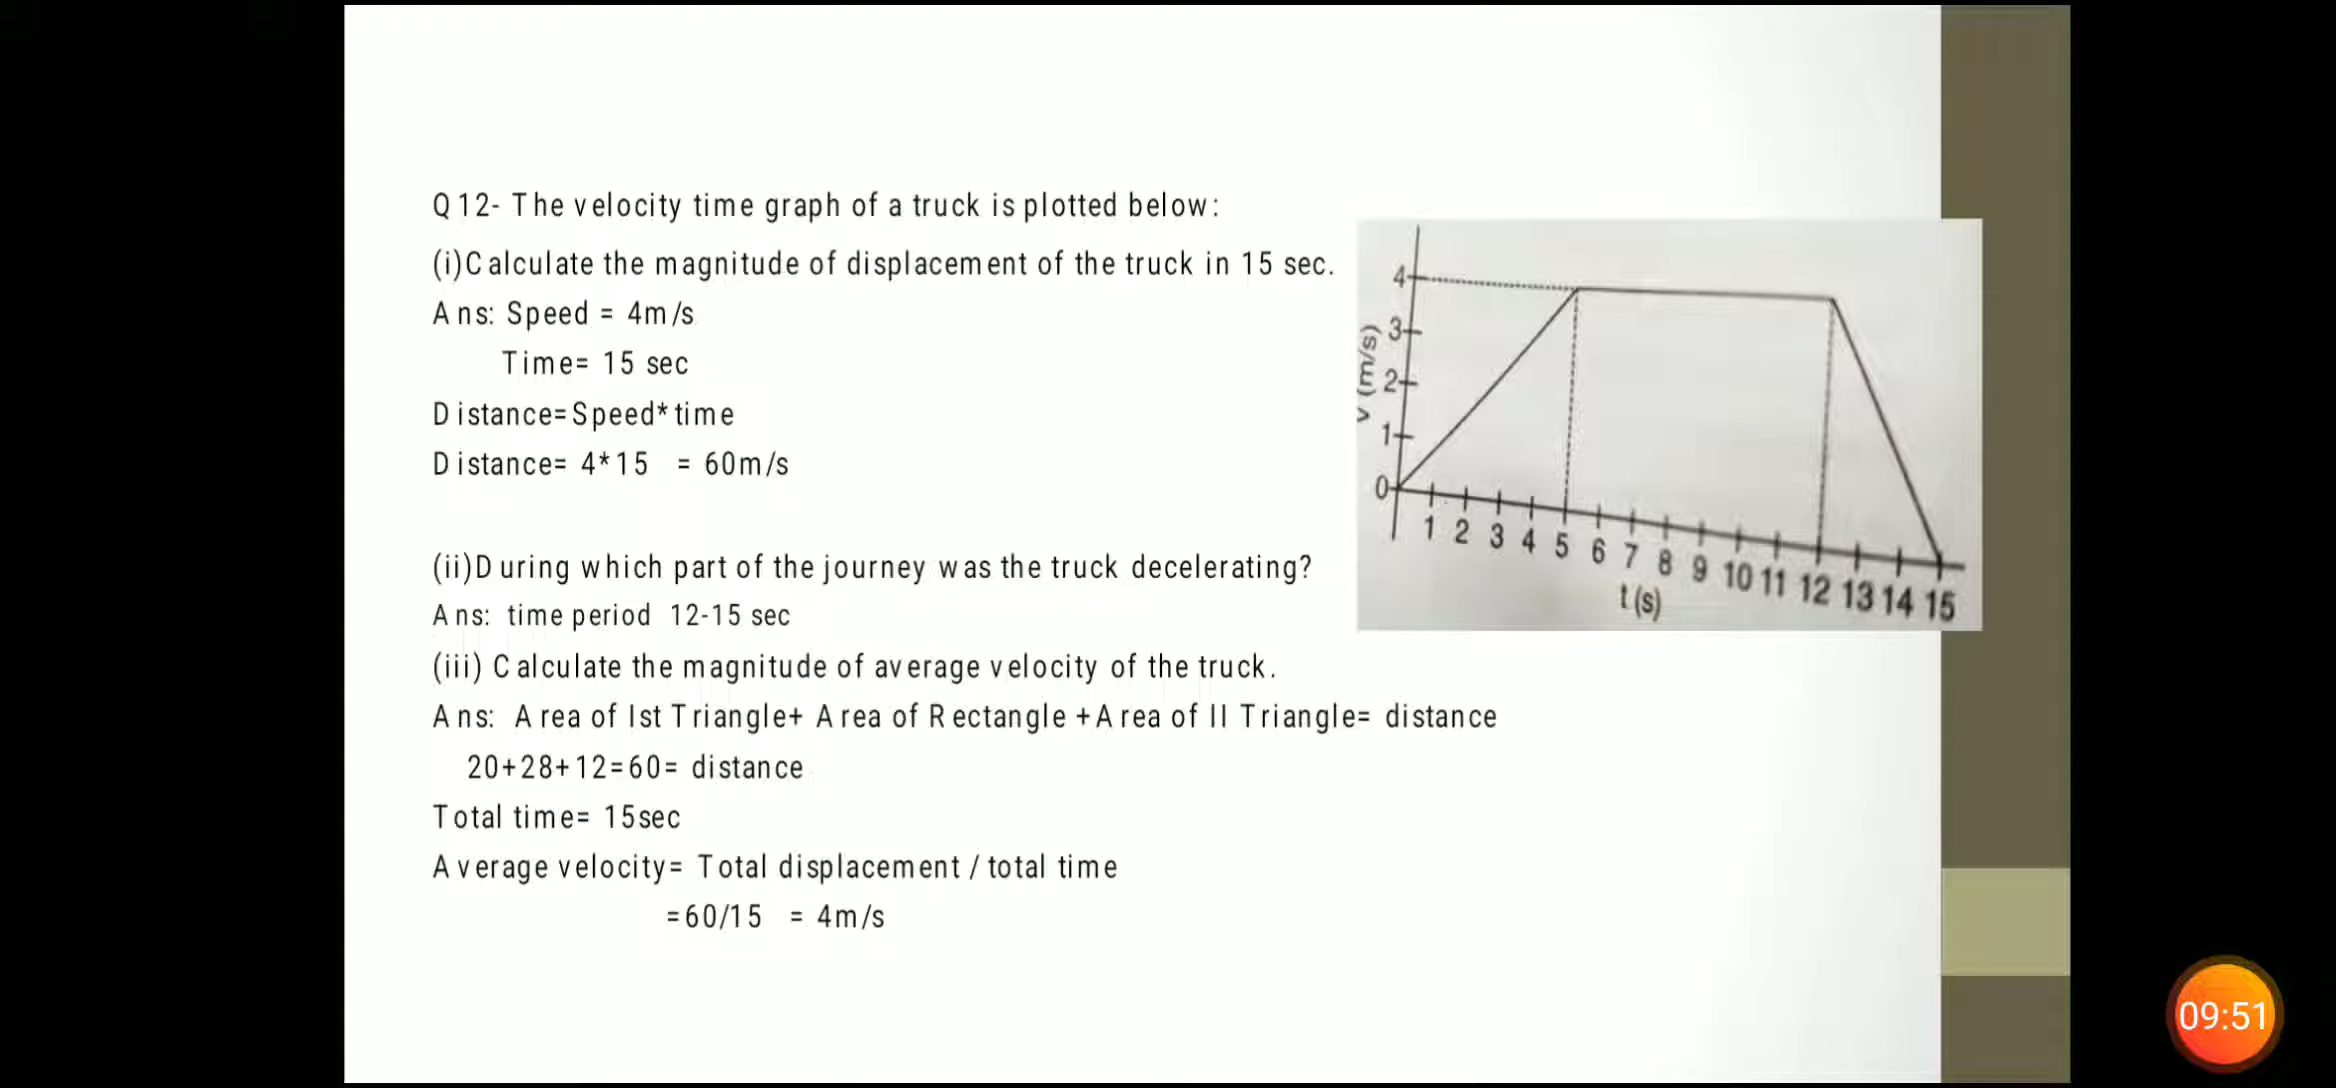 Q12- The velocity time graph of a truck is plotted below:
(i)Calculate the magnitude of displacement of the truck in 15 sec.
Ans: Speed = 4m/s
Time= 15 sec
Distance=Speed*time
Distance= 4*15 = 60m/s
(ii)During which part of the journey was the truck decelerating?
Ans: time period 12-15 sec
(iii) Calculate the magnitude of average velocity of the truck.
Ans: Area of Ist Triangle+ Area of Rectangle +Area of II Triangle= distance
20+28+12=60= distance
Total time= 15sec
Average velocity= Total displacement / total time
=60/15 = 4m/s
4
3
2
1
0
v (m/s)
1 2 3 4 5 6 7 8 9 10 11 12 13 14 15
t (s)
09:51